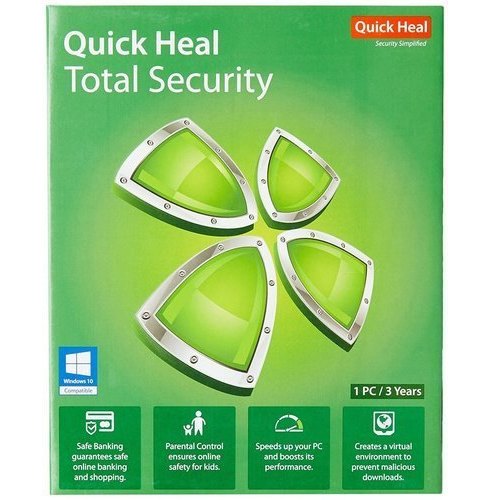 Quick Heal
Total Security
Quick Heal
Security Simplified
1 PC / 3 Years
Windows 10
Compatible
Safe Banking
guarantees safe
online banking
and shopping.
Parental Control
ensures online
safety for kids.
Speeds up your PC
and boosts its
performance.
Creates a virtual
environment to
prevent malicious
downloads.